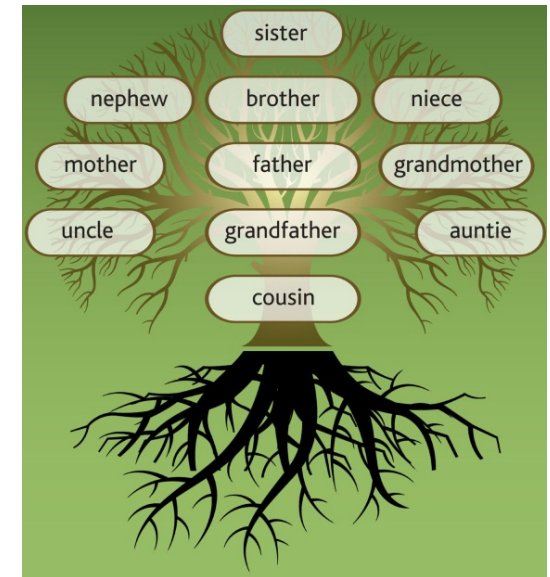 sister
nephew brother niece
mother father grandmother
uncle grandfather auntie
cousin